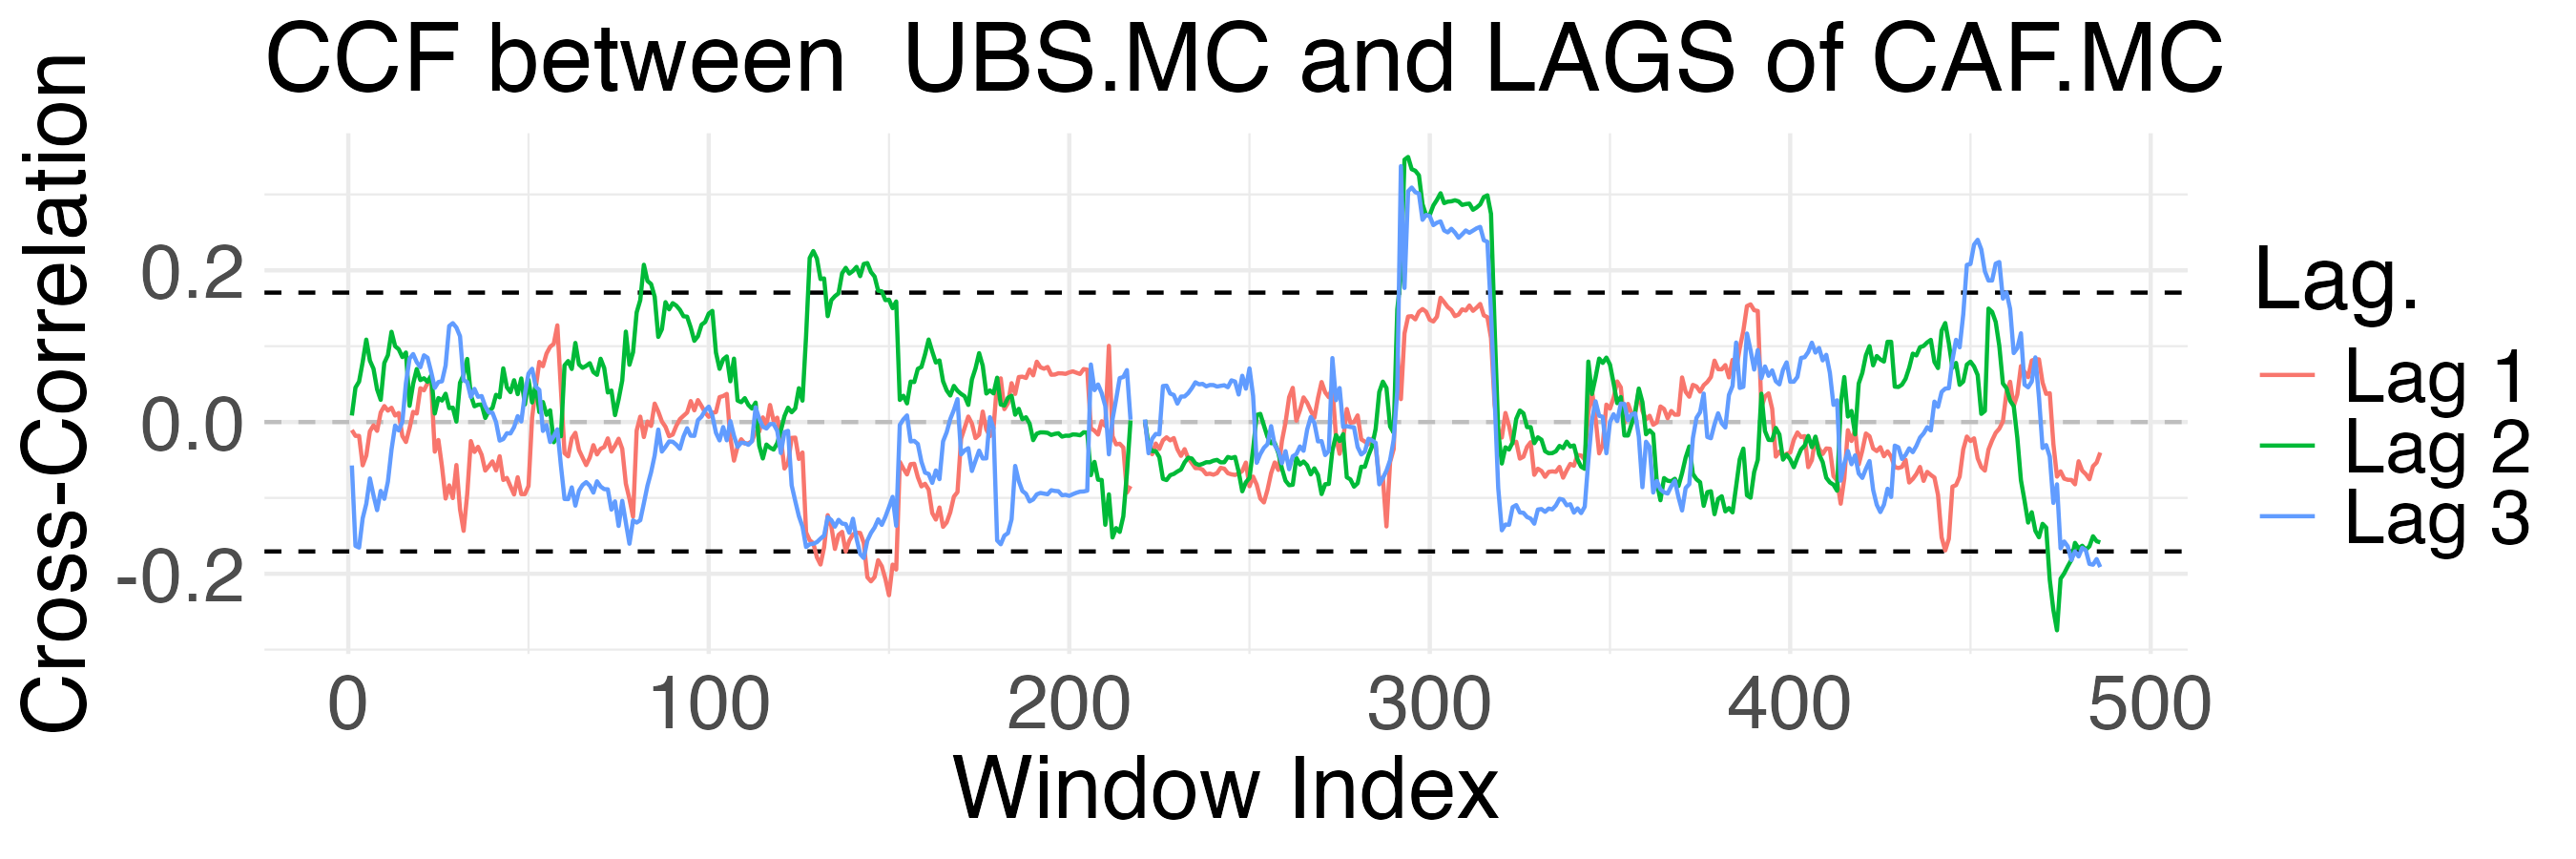 CCF between  UBS.MC and LAGS of CAF.MC
Cross-Correlation
0.2
0.0
-0.2
0 100 200 300 400 500
Window Index
Lag.
Lag 1
Lag 2
Lag 3